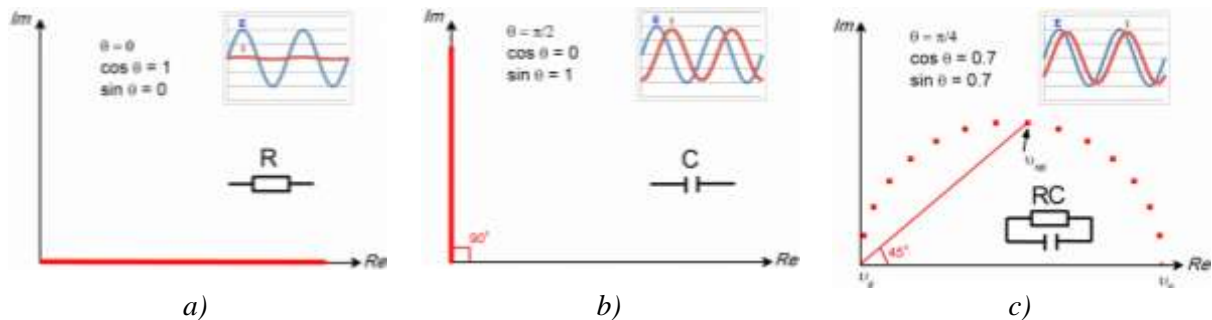 Im
E
I
θ = 0
cos θ = 1
sin θ = 0
R
Re
a)
Im
E
I
θ = π/2
cos θ = 0
sin θ = 1
C
90°
Re
b)
Im
E
I
θ = π/4
cos θ = 0.7
sin θ = 0.7
RC
45°
Re
c)